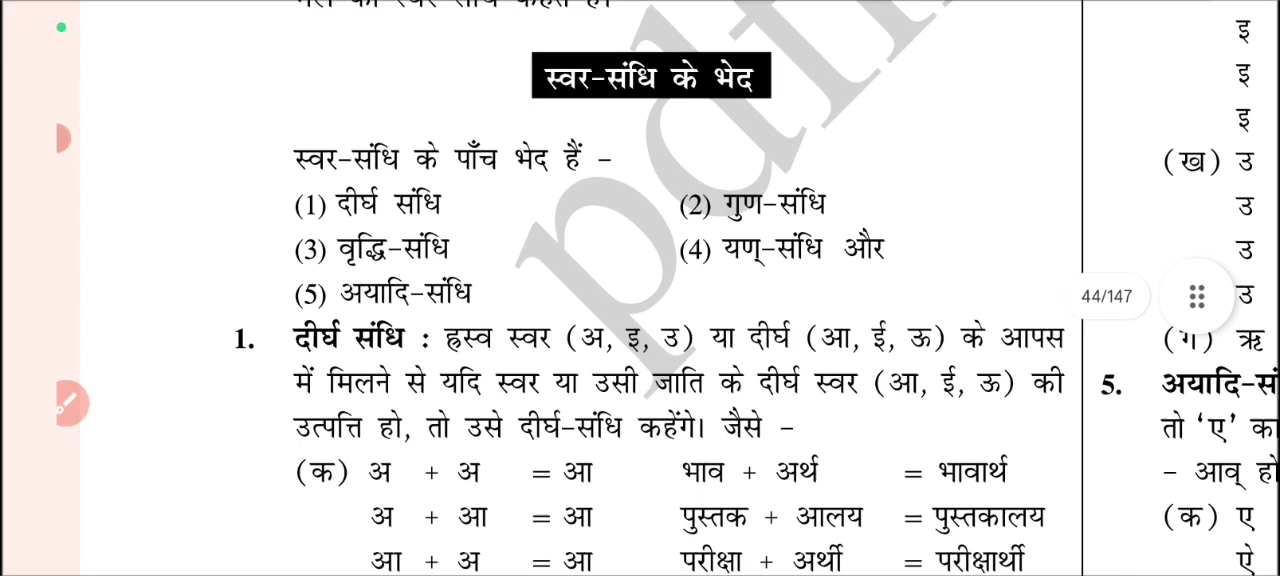 स्वर-संधि के भेद
स्वर-संधि के पाँच भेद हैं -
(1) दीर्घ संधि (2) गुण-संधि
(3) वृद्धि-संधि (4) यण्-संधि और
(5) अयादि-संधि
1. दीर्घ संधि : ह्रस्व स्वर (अ, इ, उ) या दीर्घ (आ, ई, ऊ) के आपस
में मिलने से यदि स्वर या उसी जाति के दीर्घ स्वर (आ, ई, ऊ) की
उत्पत्ति हो, तो उसे दीर्घ-संधि कहेंगे। जैसे -
(क) अ + अ = आ भाव + अर्थ = भावार्थ
अ + आ = आ पुस्तक + आलय = पुस्तकालय
आ + अ = आ परीक्षा + अर्थी = परीक्षार्थी
इ
इ
इ
(ख) उ
उ
उ
44/147
उ
(ग) ऋ
5. अयादि-सं
तो ‘ए’ का
- आव् हो
(क) ए
ऐ